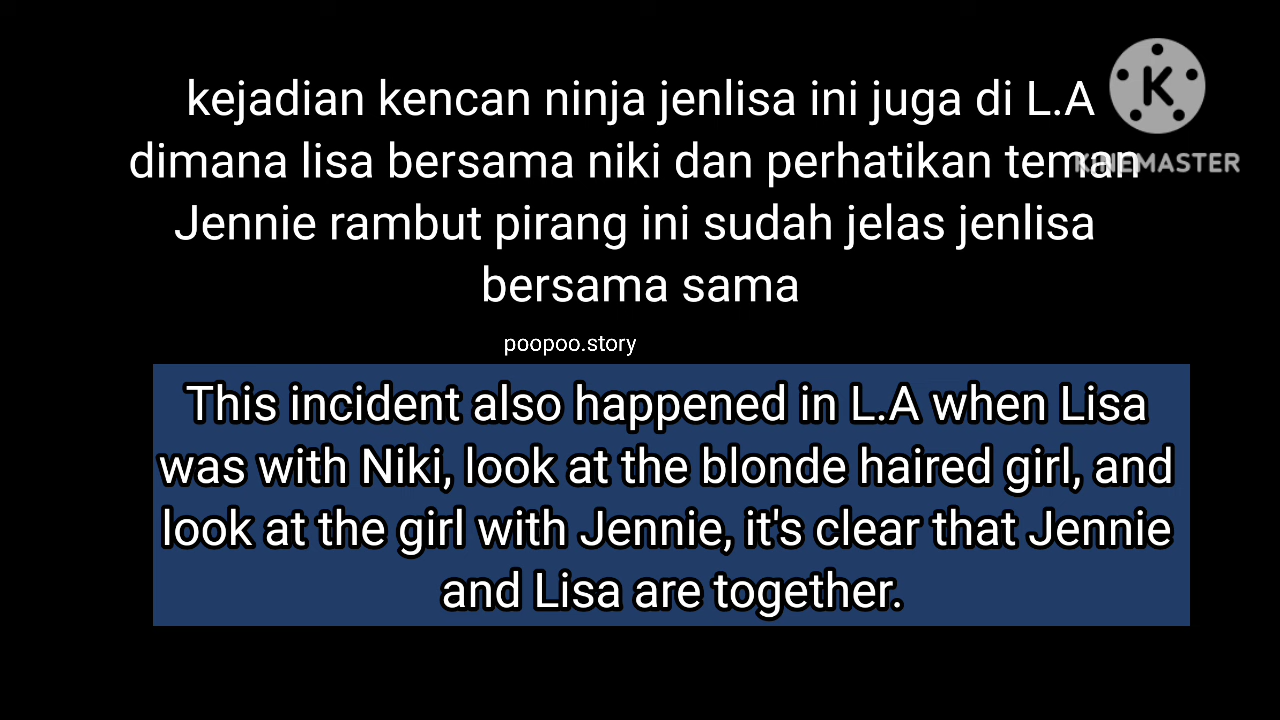 kejadian kencan ninja jenlisa ini juga di L.A
dimana lisa bersama niki dan perhatikan teman
KINEMASTER
Jennie rambut pirang ini sudah jelas jenlisa
bersama sama
poopoo.story
This incident also happened in L.A when Lisa
was with Niki, look at the blonde haired girl, and
look at the girl with Jennie, it's clear that Jennie
and Lisa are together.